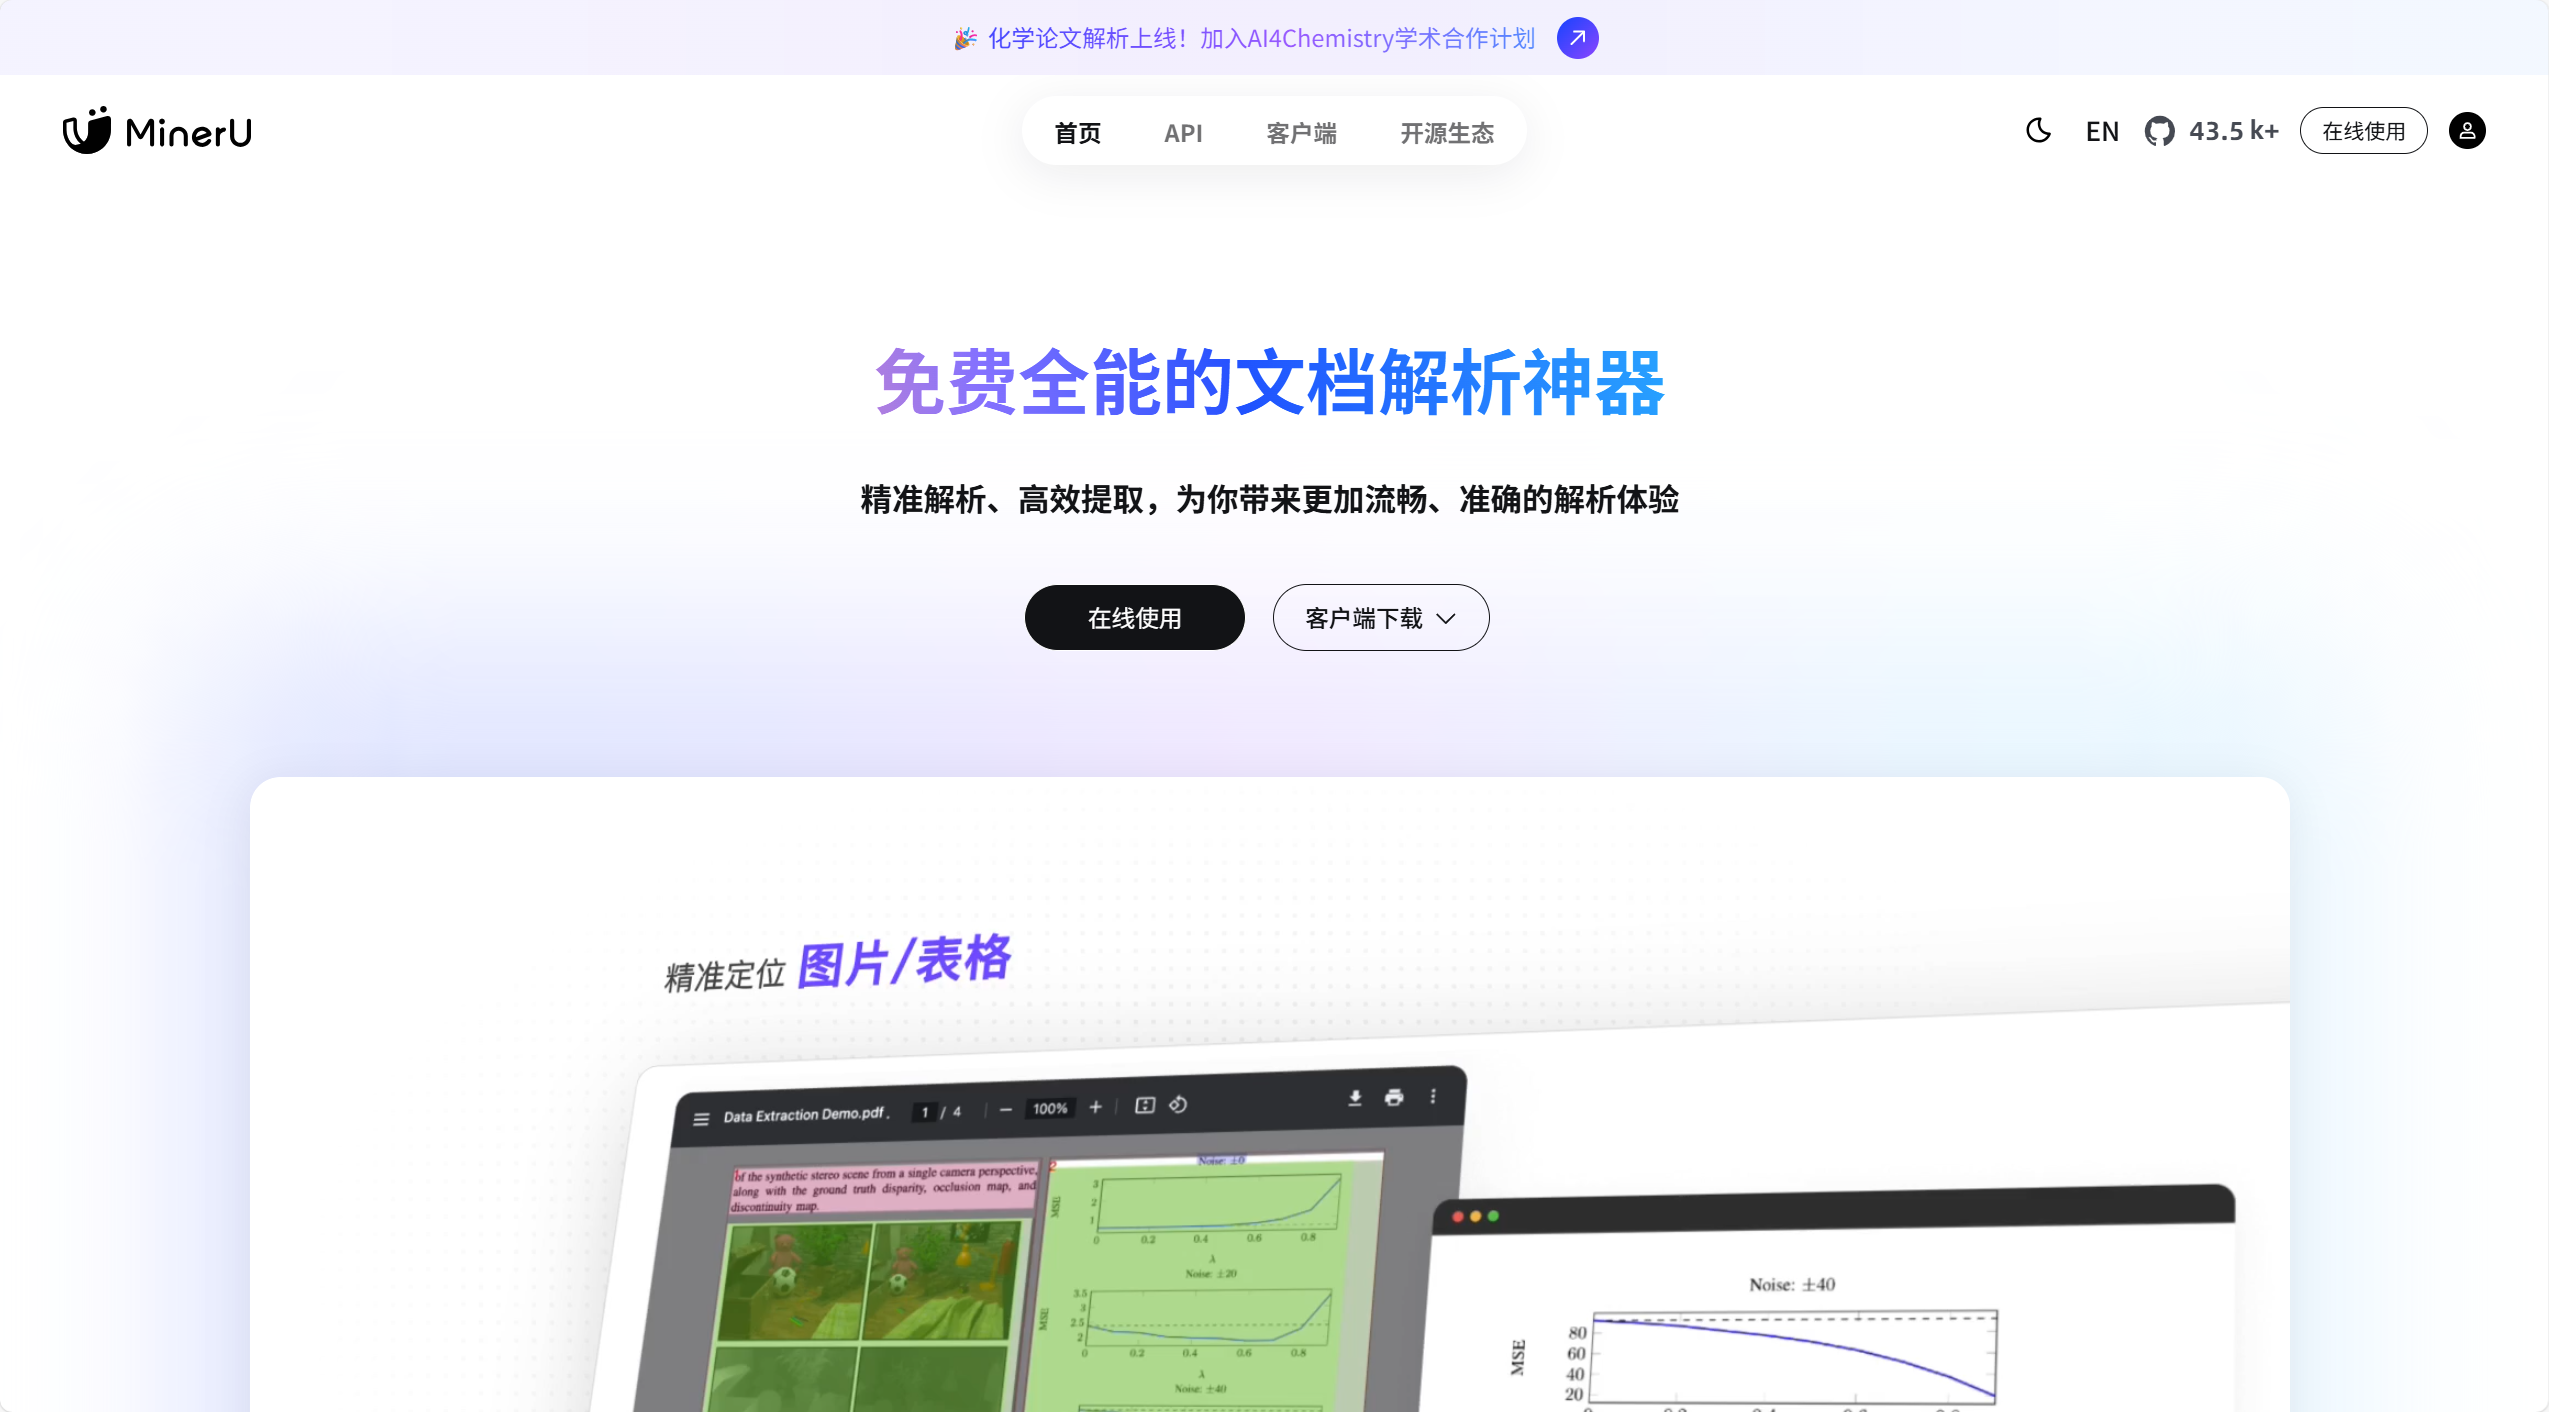 🎉 化学论文解析上线！加入AI4Chemistry学术合作计划
MinerU
首页 API 客户端 开源生态
EN 43.5 k+ 在线使用
免费全能的文档解析神器
精准解析、高效提取，为你带来更加流畅、准确的解析体验
在线使用 客户端下载
精准定位 图片/表格
Data Extraction Demo.pdf . 1 / 4 100%
of the synthetic stereo scene from a single camera perspective,
along with the ground truth disparity, occlusion map, and
discontinuity map.
2
Noise: ±0
3
2
1
MSE
0 0.2 0.4 0.6 0.8
λ
Noise: ±20
3.5
3
2.5
2
MSE
0 0.2 0.4 0.6 0.8
λ
Noise: ±40
Noise: ±40
80
60
40
20
MSE